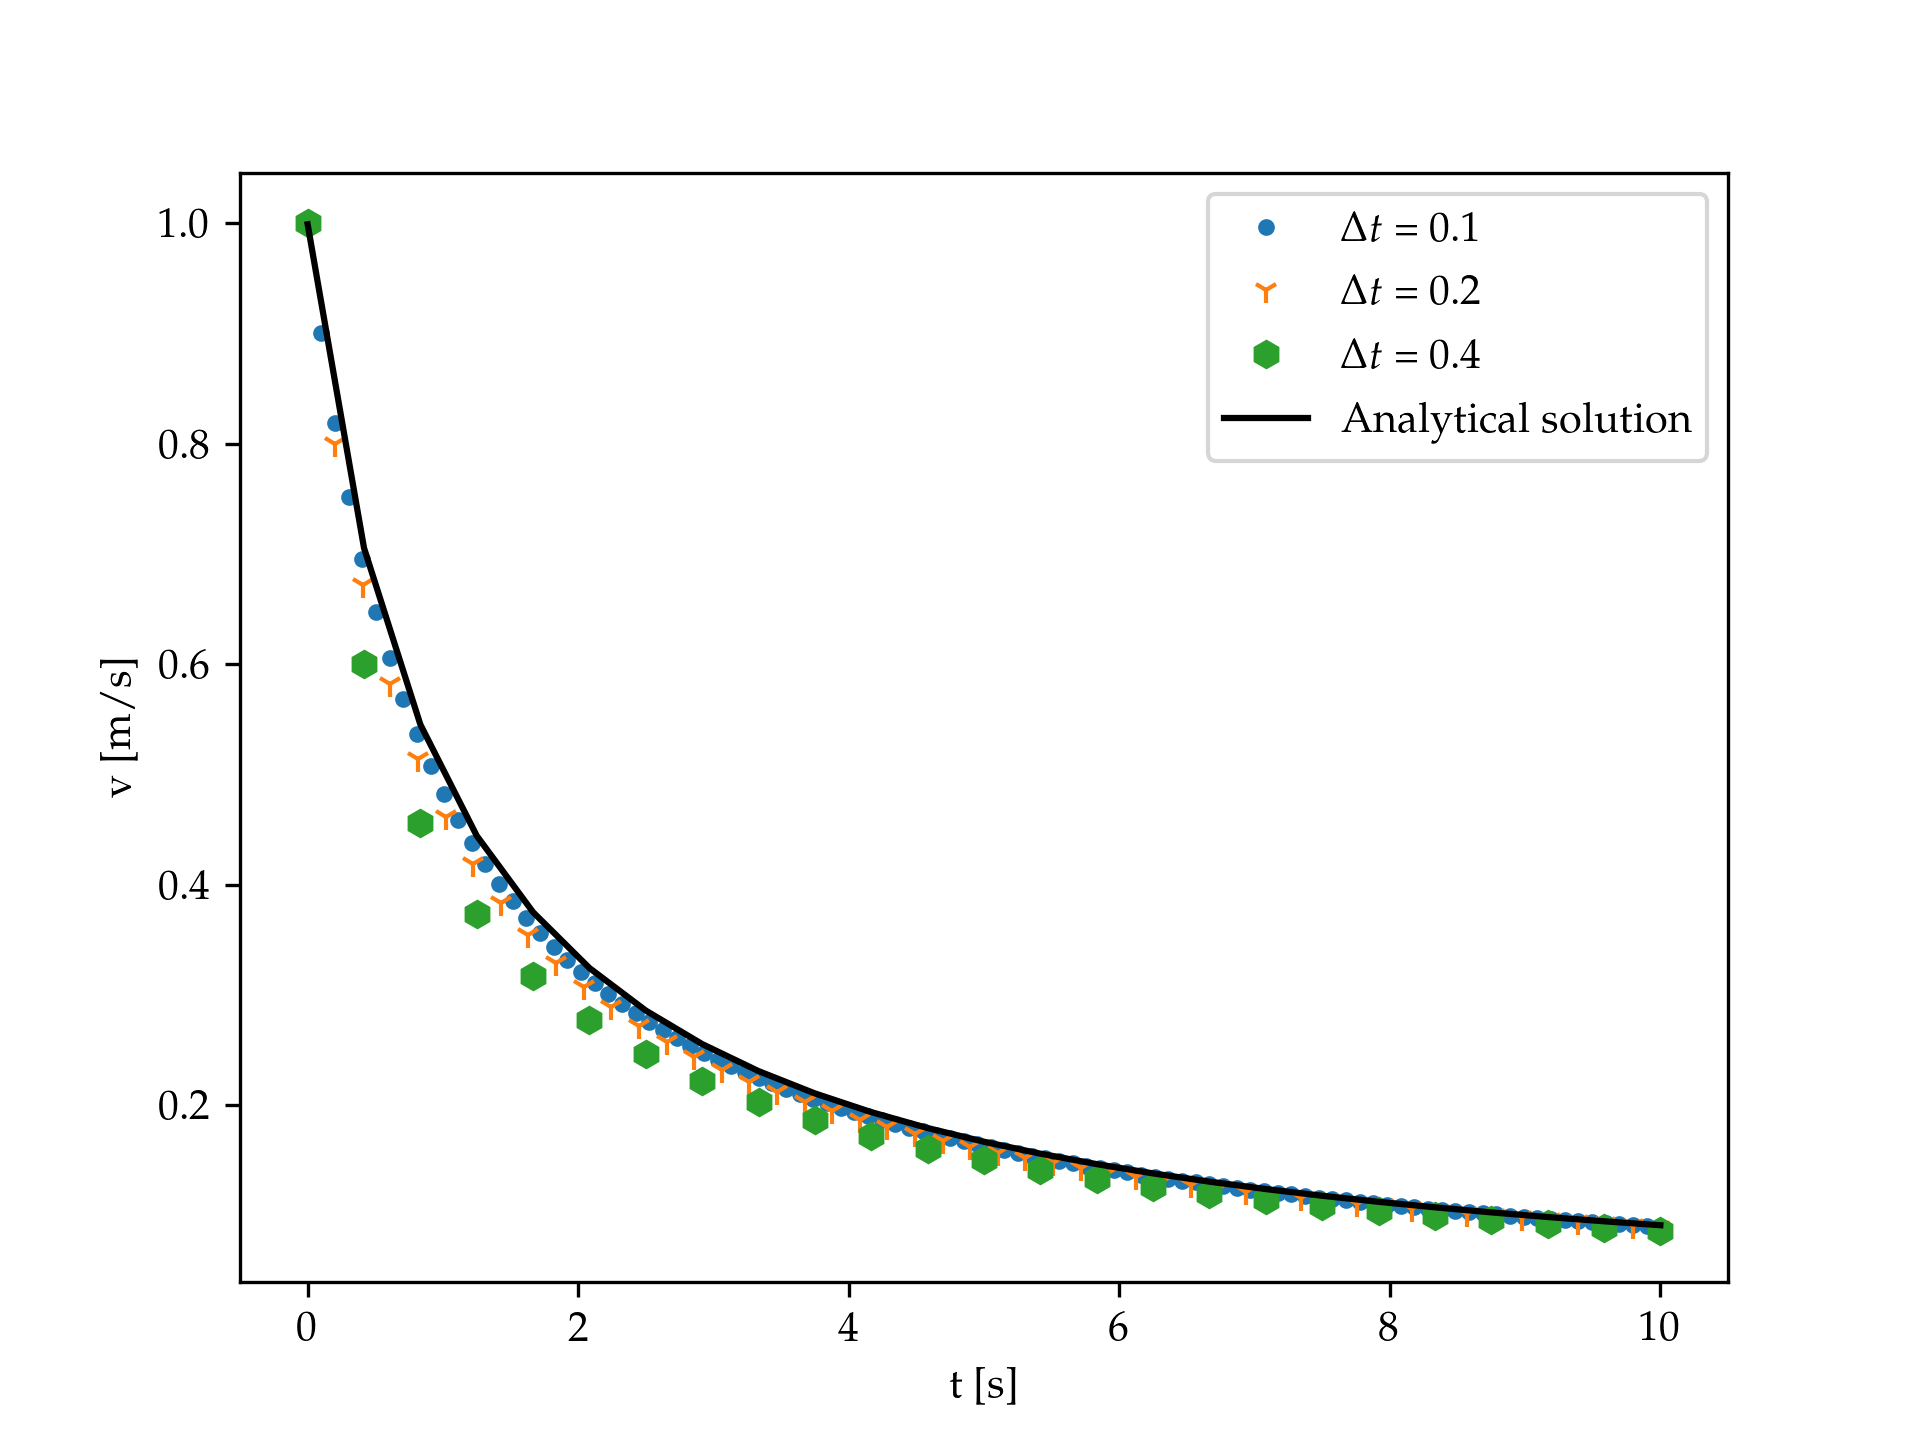 Δt = 0.1
Δt = 0.2
Δt = 0.4
Analytical solution
1.0
0.8
0.6
0.4
0.2
v [m/s]
0 2 4 6 8 10
t [s]